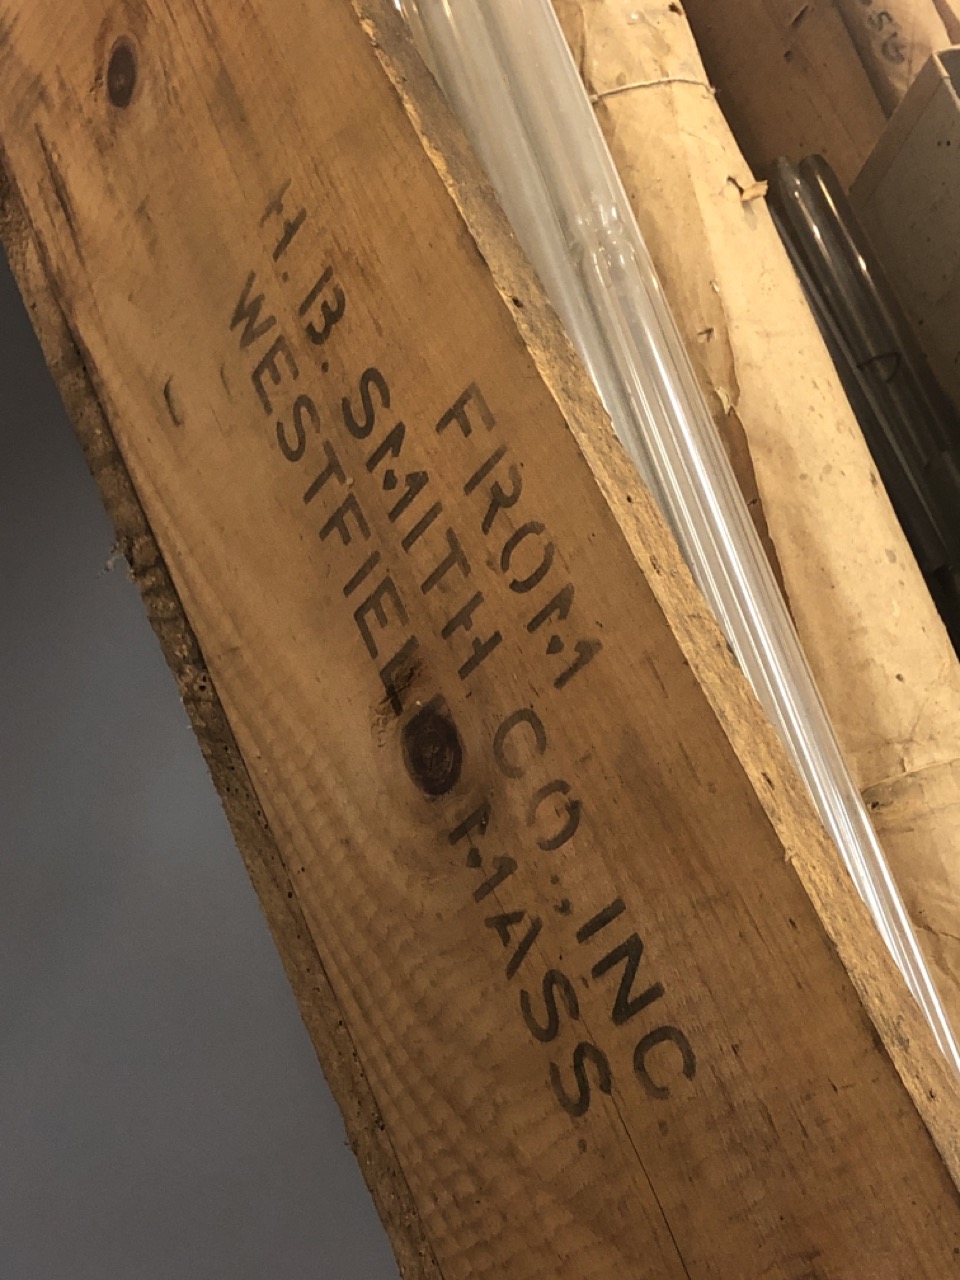 FROM
H.B. SMITH CO., INC.
WESTFIELD MASS.